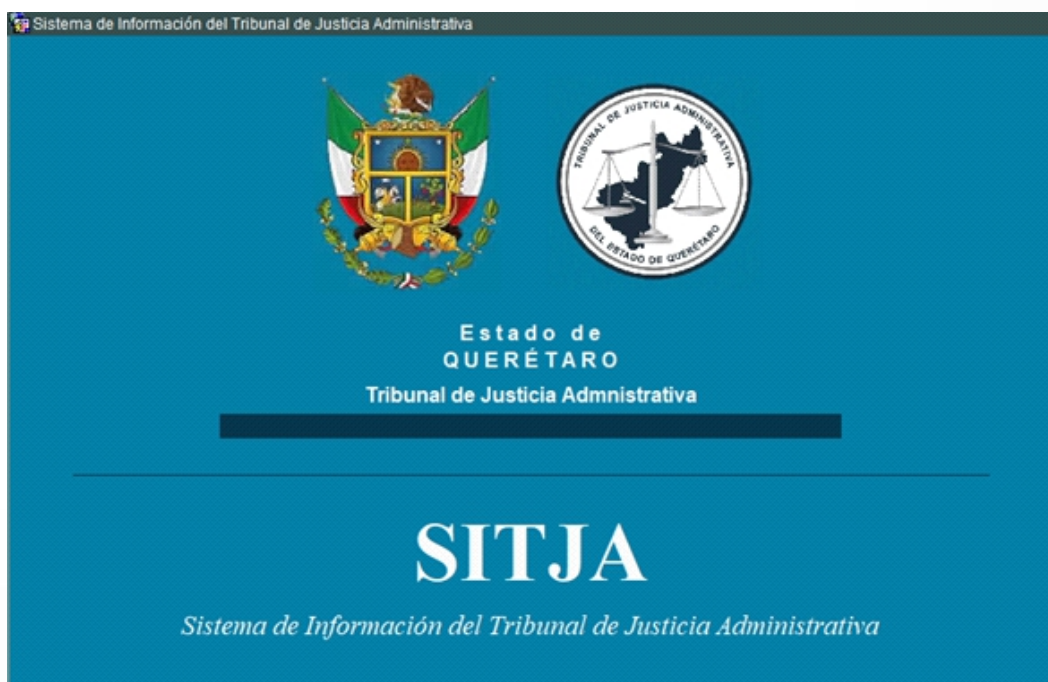 Sistema de Información del Tribunal de Justicia Administrativa
TRIBUNAL DE JUSTICIA ADMINISTRATIVA
DEL ESTADO DE QUERÉTARO
Estado de
QUERÉTARO
Tribunal de Justicia Admnistrativa
SITJA
Sistema de Información del Tribunal de Justicia Administrativa